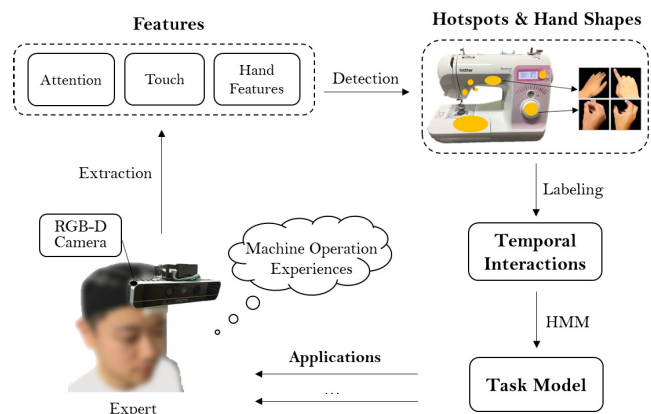 Features
Attention
Touch
Hand
Features
Detection
Hotspots & Hand Shapes
brother
Extraction
Labeling
RGB-D
Camera
Machine Operation
Experiences
Temporal
Interactions
HMM
Applications
...
Task Model
Expert